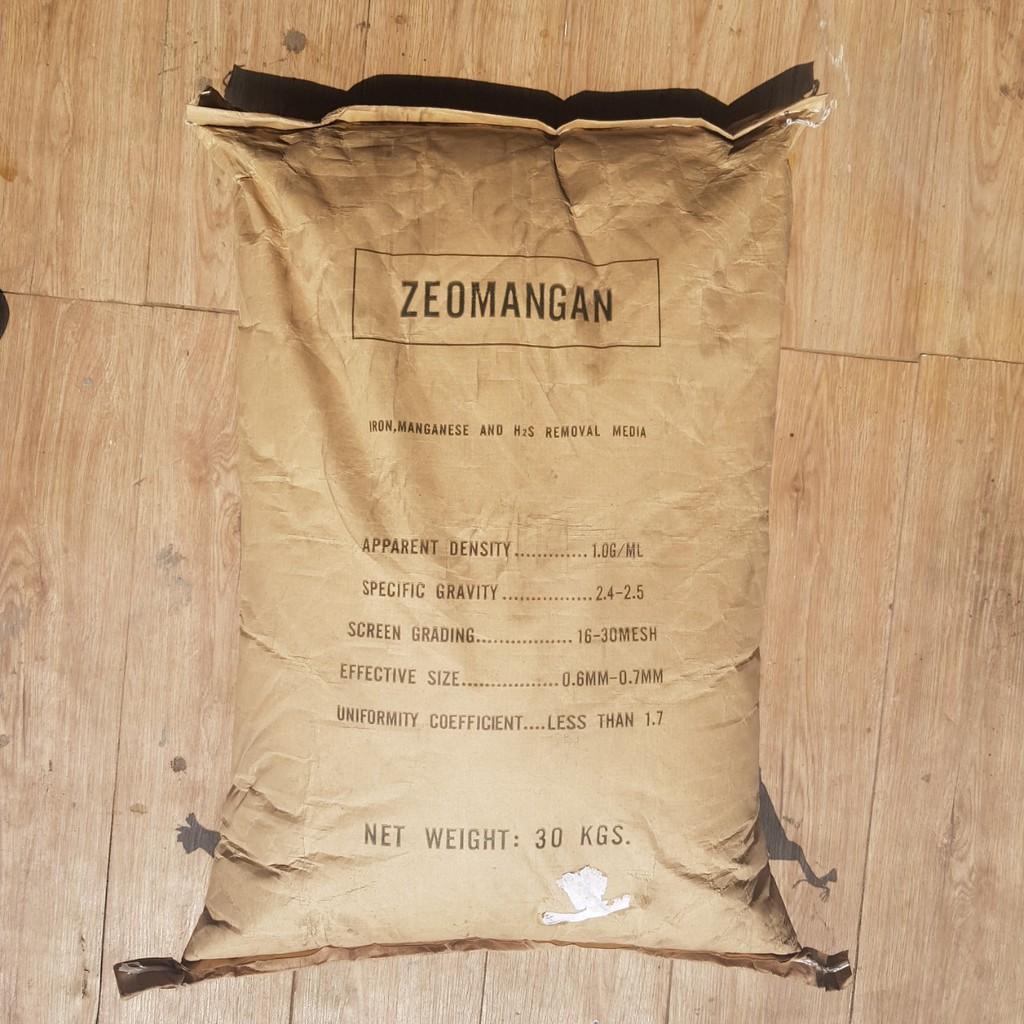 ZEOMANGAN
IRON,MANGANESE AND H₂S REMOVAL MEDIA
APPARENT DENSITY.............1.0G/ML
SPECIFIC GRAVITY................2.4-2.5
SCREEN GRADING.................16-30MESH
EFFECTIVE SIZE.................0.6MM-0.7MM
UNIFORMITY COEFFICIENT....LESS THAN 1.7
NET WEIGHT: 30 KGS.